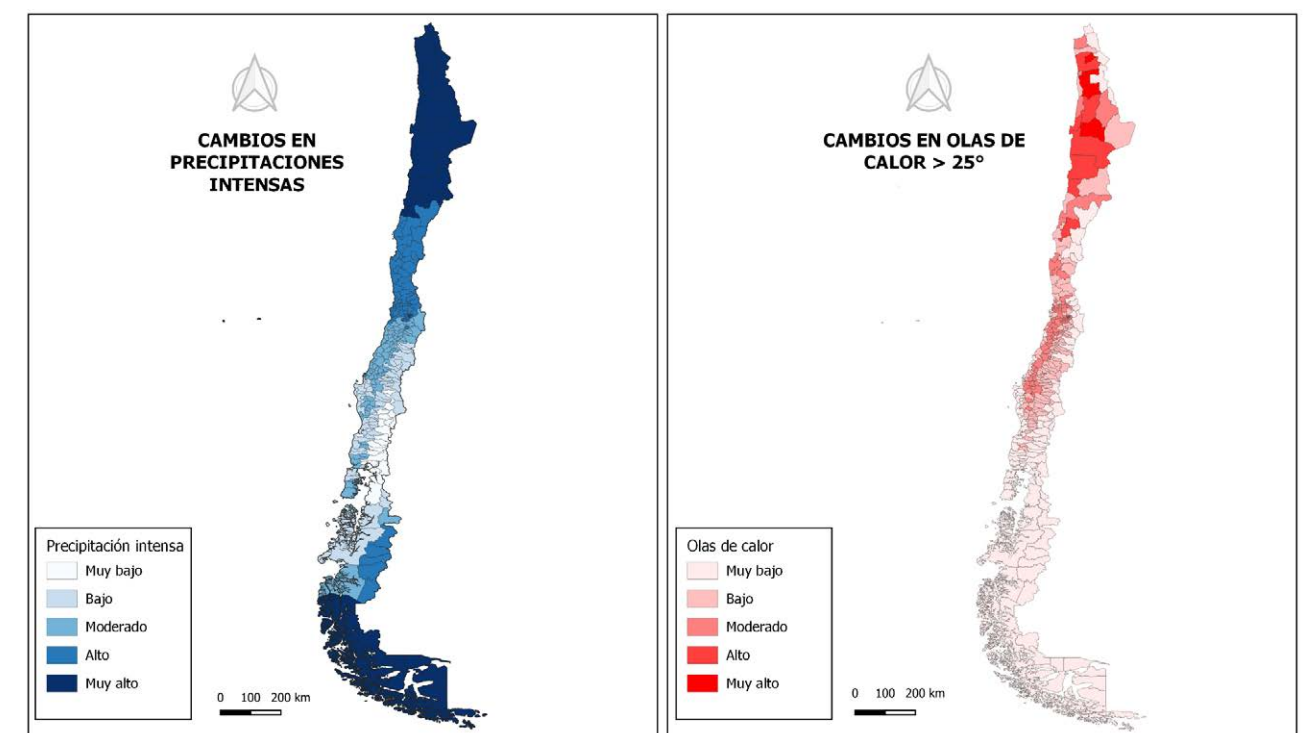 CAMBIOS EN
PRECIPITACIONES
INTENSAS
Precipitación intensa
Muy bajo
Bajo
Moderado
Alto
Muy alto
0 100 200 km
CAMBIOS EN OLAS DE
CALOR > 25°
Olas de calor
Muy bajo
Bajo
Moderado
Alto
Muy alto
0 100 200 km